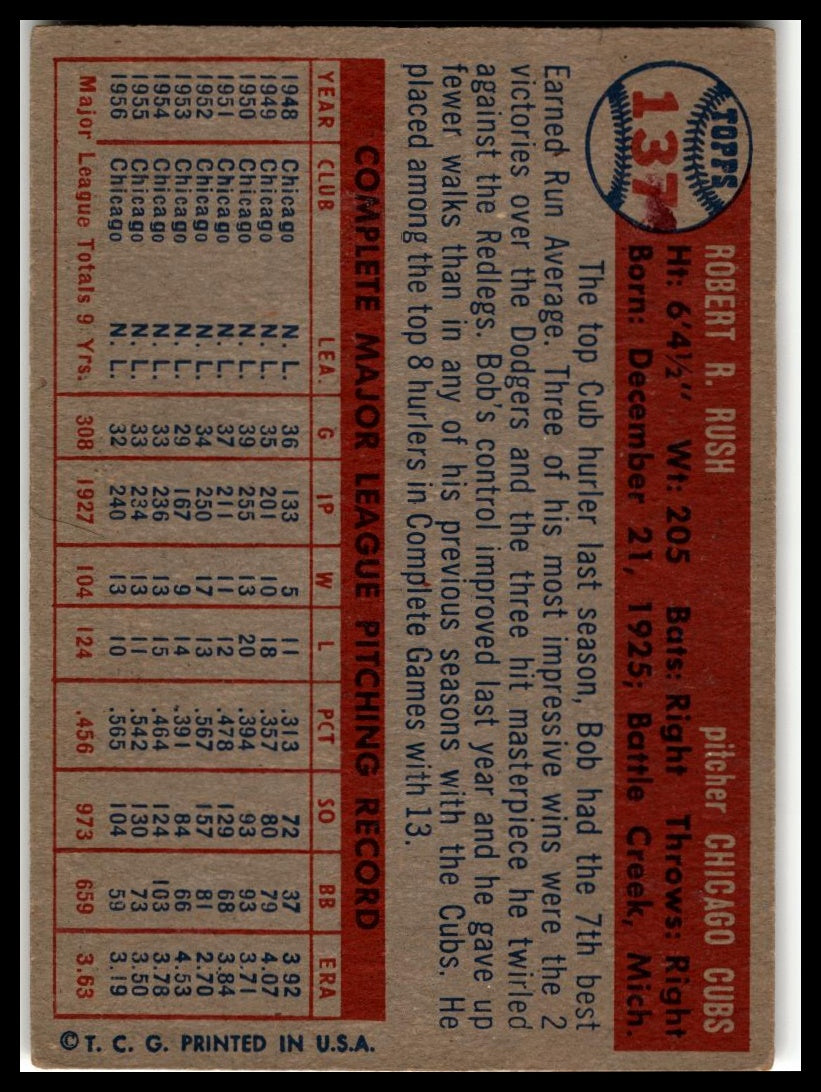 TOPPS
137
ROBERT R. RUSH pitcher CHICAGO CUBS
Ht: 6'4½" Wt: 205 Bats: Right Throws: Right
Born: December 21, 1925; Battle Creek, Mich.
The top Cub hurler last season, Bob had the 7th best
Earned Run Average. Three of his most impressive wins were the 2
victories over the Dodgers and the three hit masterpiece he twirled
against the Redlegs. Bob's control improved last year and he gave up
fewer walks than in any of his previous seasons with the Cubs. He
placed among the top 8 hurlers in Complete Games with 13.
COMPLETE MAJOR LEAGUE PITCHING RECORD
YEAR CLUB LEA. G IP W L PCT SO BB ERA
1948 Chicago N. L. 36 133 5 11 .313 72 37 3.92
1949 Chicago N. L. 35 201 10 18 .357 80 79 4.07
1950 Chicago N. L. 39 255 13 20 .394 93 93 3.71
1951 Chicago N. L. 37 211 11 12 .478 129 68 3.84
1952 Chicago N. L. 34 250 17 13 .567 157 81 2.70
1953 Chicago N. L. 29 167 9 14 .391 84 66 4.53
1954 Chicago N. L. 33 236 13 15 .464 124 103 3.78
1955 Chicago N. L. 33 234 13 11 .542 130 73 3.50
1956 Chicago N. L. 32 240 13 10 .565 104 59 3.19
Major League Totals 9 Yrs. 308 1927 104 124 .456 973 659 3.63
© T. C. G. PRINTED IN U.S.A.